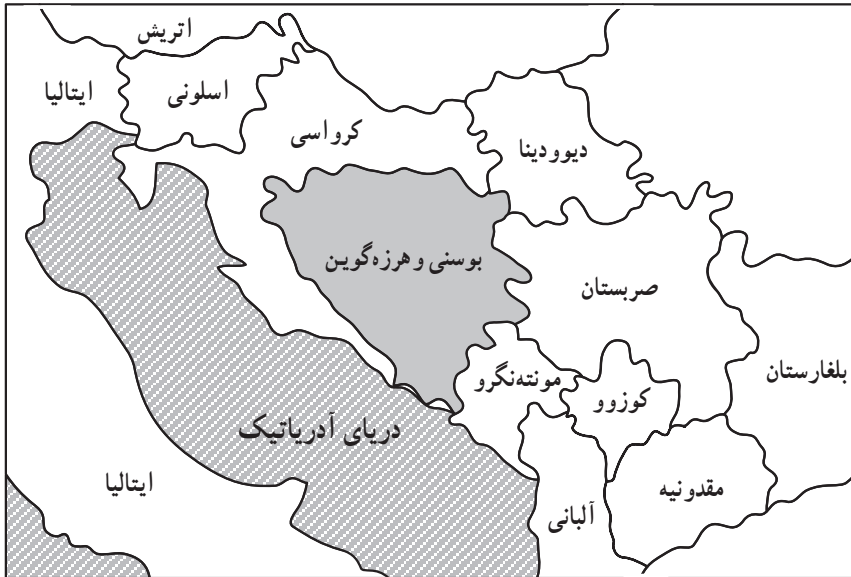 اتریش
ایتالیا
اسلونی
کرواسی
دیوودینا
بوسنی و هرزه‌گوین
صربستان
بلغارستان
مونته‌نگرو
کوزوو
دریای آدریاتیک
ایتالیا
آلبانی
مقدونیه